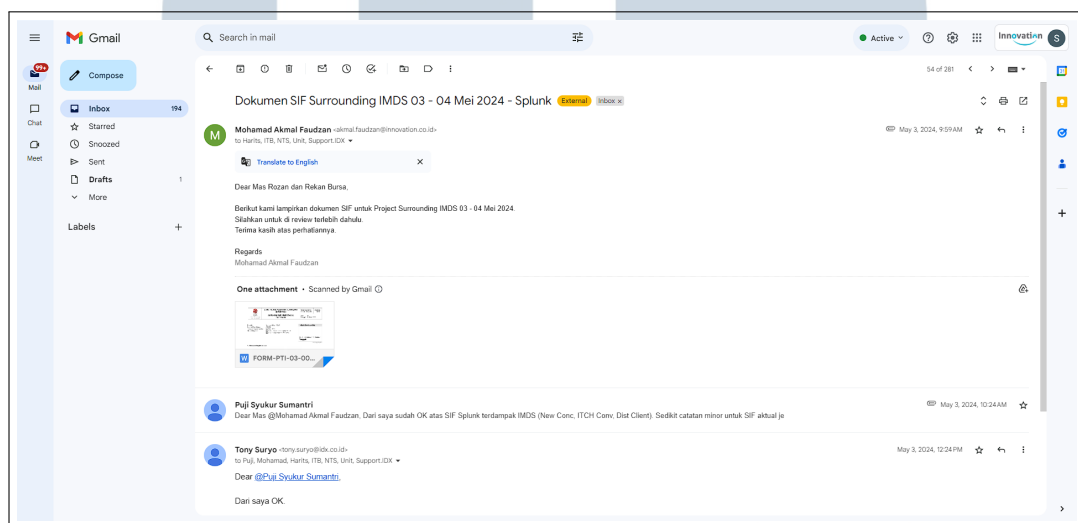 Gmail
Search in mail
Active
Innovation
S
99+
Mail
Compose
54 of 281
Inbox 194
Chat
Starred
Snoozed
Meet
Sent
Drafts 1
More
Labels
Dokumen SIF Surrounding IMDS 03 - 04 Mei 2024 - Splunk External Inbox x
M
Mohamad Akmal Faudzan <akmal.faudzan@innovation.co.id>
May 3, 2024, 9:59 AM
to Harits, ITB, NTS, Unit, Support.IDX
Translate to English
Dear Mas Rozan dan Rekan Bursa,
Berikut kami lampirkan dokumen SIF untuk Project Surrounding IMDS 03 - 04 Mei 2024.
Silahkan untuk di review terlebih dahulu.
Terima kasih atas perhatiannya.
Regards
Mohamad Akmal Faudzan
One attachment • Scanned by Gmail
W FORM-PTI-03-00...
Puji Syukur Sumantri
May 3, 2024, 10:24 AM
Dear Mas @Mohamad Akmal Faudzan, Dari saya sudah OK atas SIF Splunk terdampak IMDS (New Conc, ITCH Conv, Dist Client). Sedikit catatan minor untuk SIF aktual je
Tony Suryo <tony.suryo@idx.co.id>
May 3, 2024, 12:24 PM
to Puji, Mohamad, Harits, ITB, NTS, Unit, Support.IDX
Dear @Puji Syukur Sumantri,
Dari saya OK.